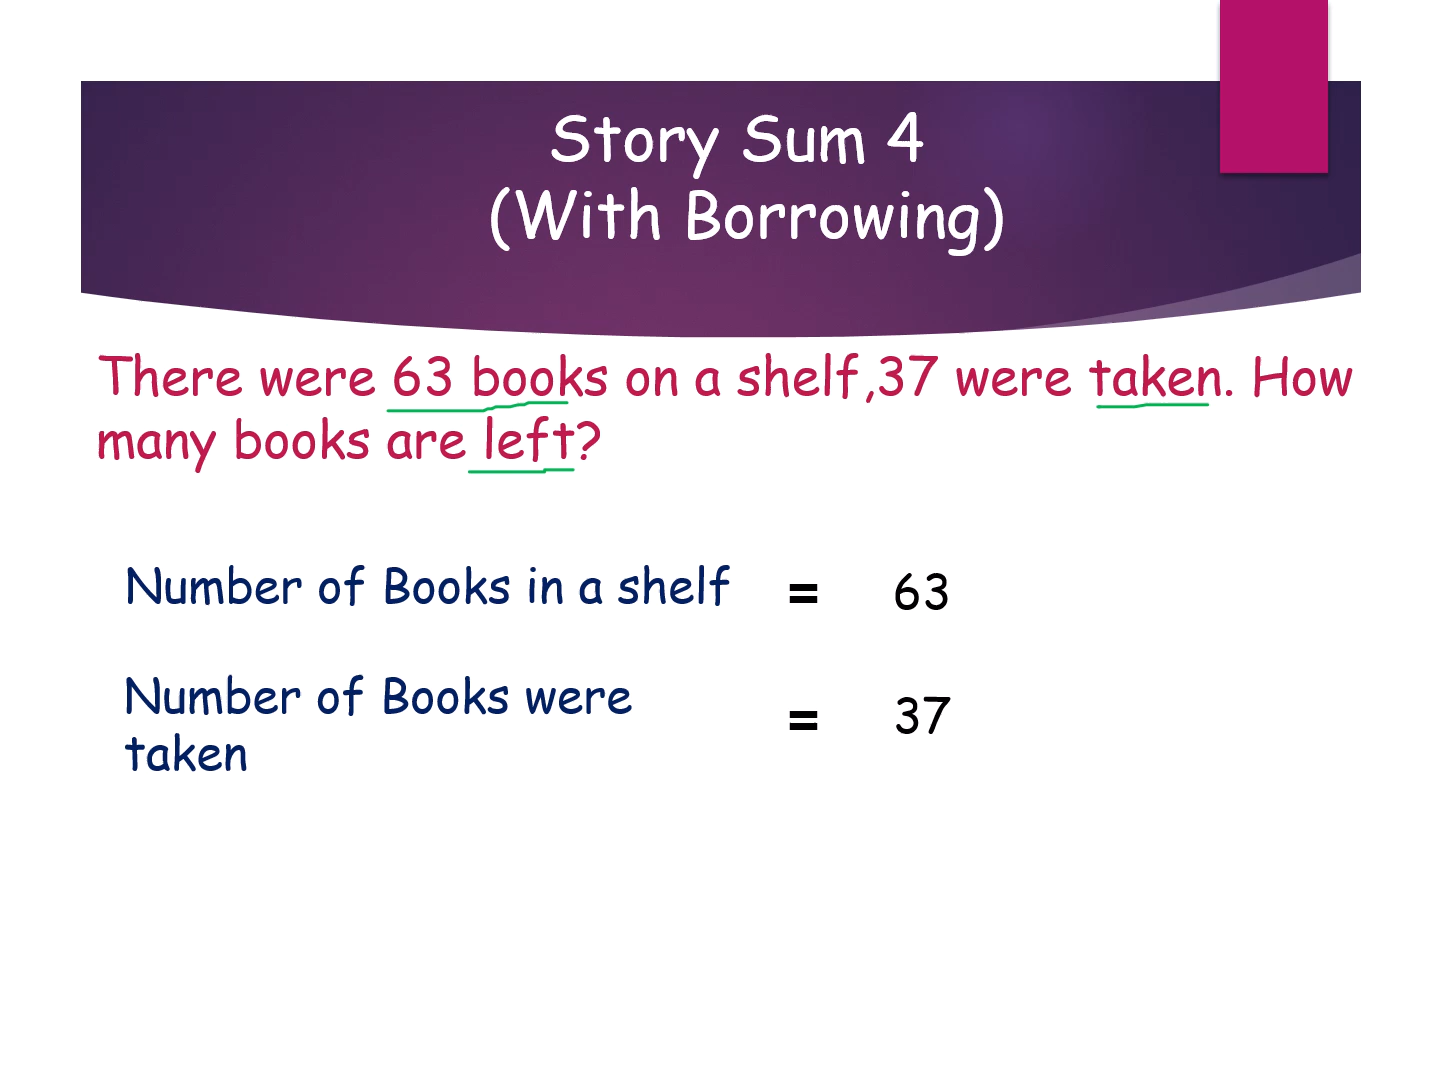 Story Sum 4
(With Borrowing)
There were 63 books on a shelf,37 were taken. How
many books are left?
Number of Books in a shelf = 63
Number of Books were
taken = 37